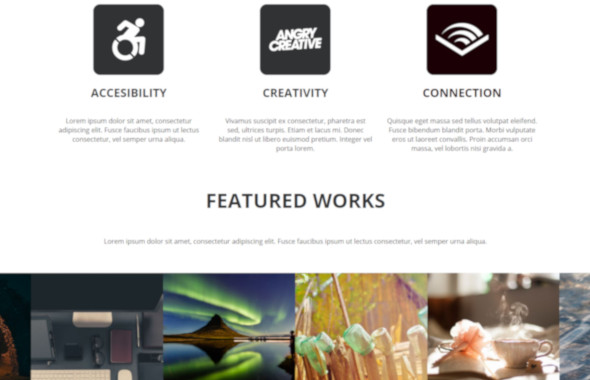 ANGRY
CREATIVE
ACCESIBILITY
CREATIVITY
CONNECTION
Lorem ipsum dolor sit amet, consectetur
adipiscing elit. Fusce faucibus ipsum ut lectus
consectetur, vel semper urna aliqua.
Vivamus suscipit ex consectetur, pharetra est
sed, ultrices turpis. Etiam et lacus mi. Donec
blandit nisl ut libero euismod pretium. Integer vel
porta lorem.
Quisque eget massa sed tellus volutpat eleifend.
Fusce bibendum blandit porta. Morbi vulputate
eros ut laoreet convallis. Proin accumsan orci
massa, vel lobortis nisi gravida a.
FEATURED WORKS
Lorem ipsum dolor sit amet, consectetur adipiscing elit. Fusce faucibus ipsum ut lectus consectetur, vel semper urna aliqua.